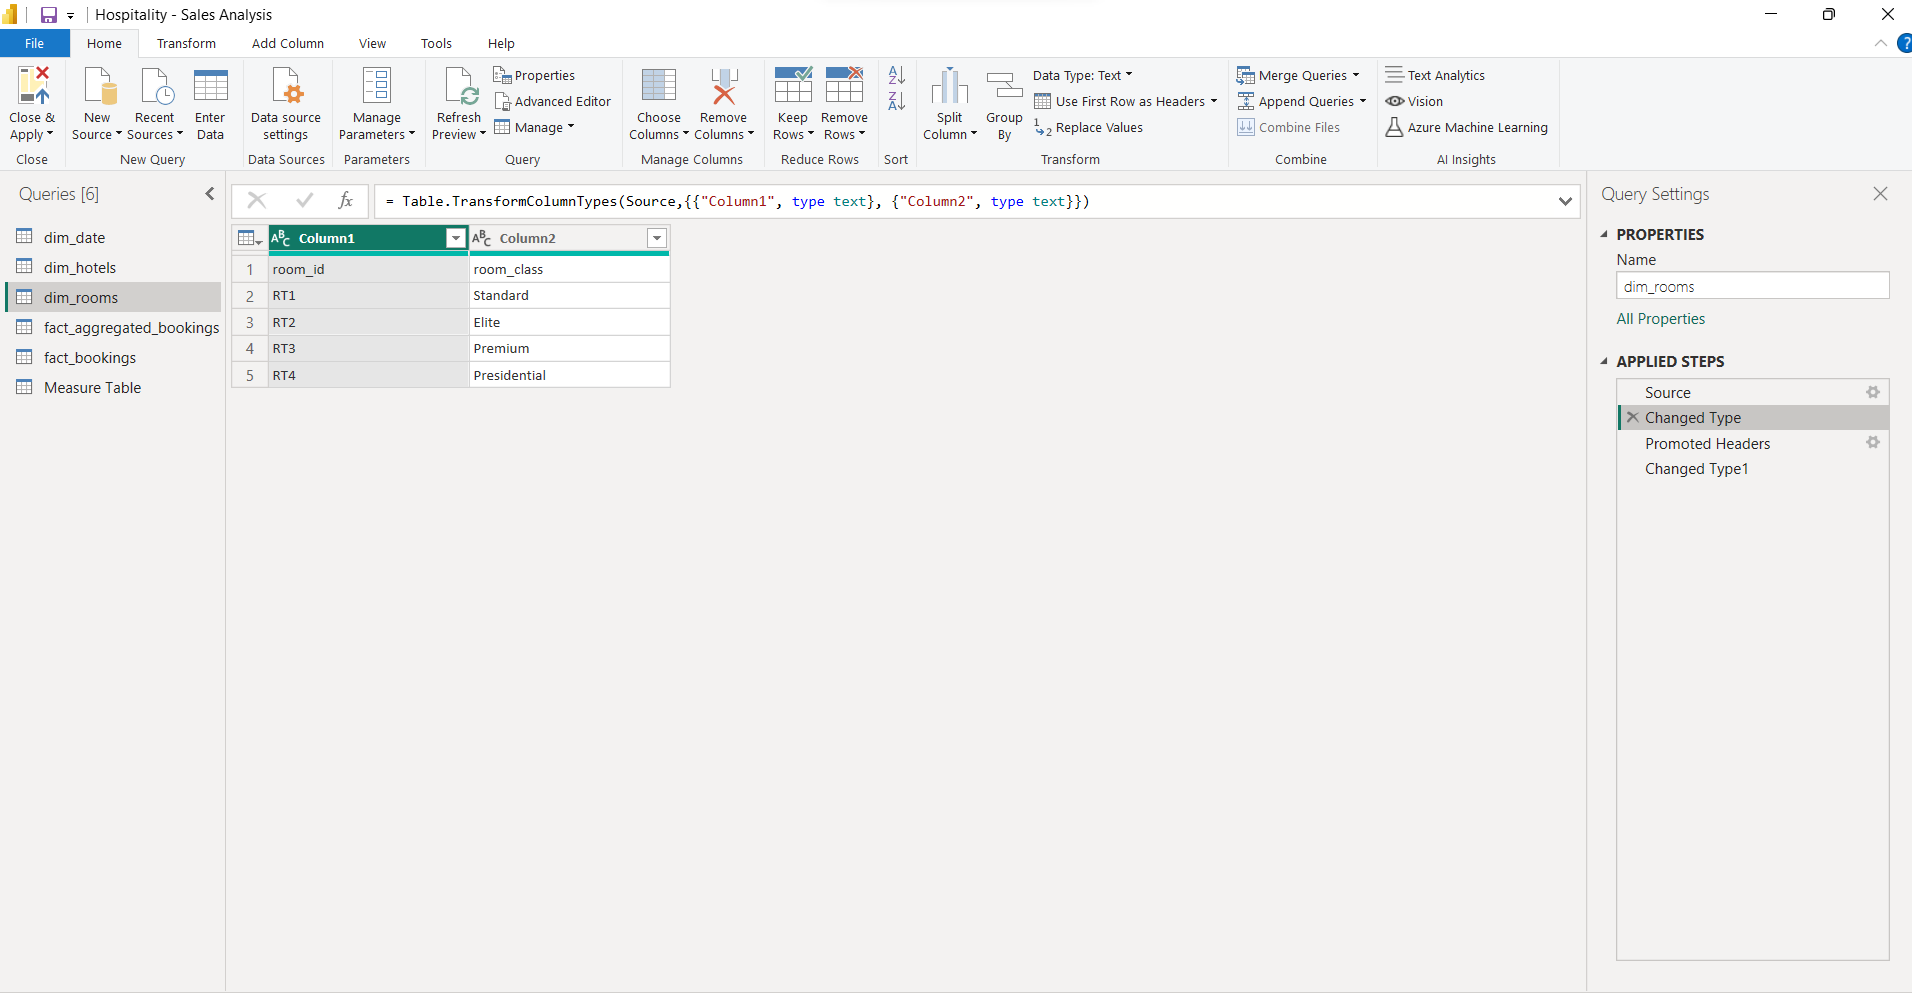 Hospitality - Sales Analysis
File Home Transform Add Column View Tools Help
?
Close & Apply
Close
New Source
Recent Sources
Enter Data
New Query
Data source settings
Data Sources
Manage Parameters
Parameters
Refresh Preview
Properties
Advanced Editor
Manage
Query
Choose Columns
Remove Columns
Manage Columns
Keep Rows
Remove Rows
Reduce Rows
A Z
Z A
Sort
Split Column
Group By
Data Type: Text
Use First Row as Headers
1 2 Replace Values
Transform
Merge Queries
Append Queries
Combine Files
Combine
Text Analytics
Vision
Azure Machine Learning
AI Insights
Queries [6]
dim_date
dim_hotels
dim_rooms
fact_aggregated_bookings
fact_bookings
Measure Table
fx = Table.TransformColumnTypes(Source,{{"Column1", type text}, {"Column2", type text}})
ABC Column1 ABC Column2
1 room_id room_class
2 RT1 Standard
3 RT2 Elite
4 RT3 Premium
5 RT4 Presidential
Query Settings
PROPERTIES
Name
dim_rooms
All Properties
APPLIED STEPS
Source
Changed Type
Promoted Headers
Changed Type1